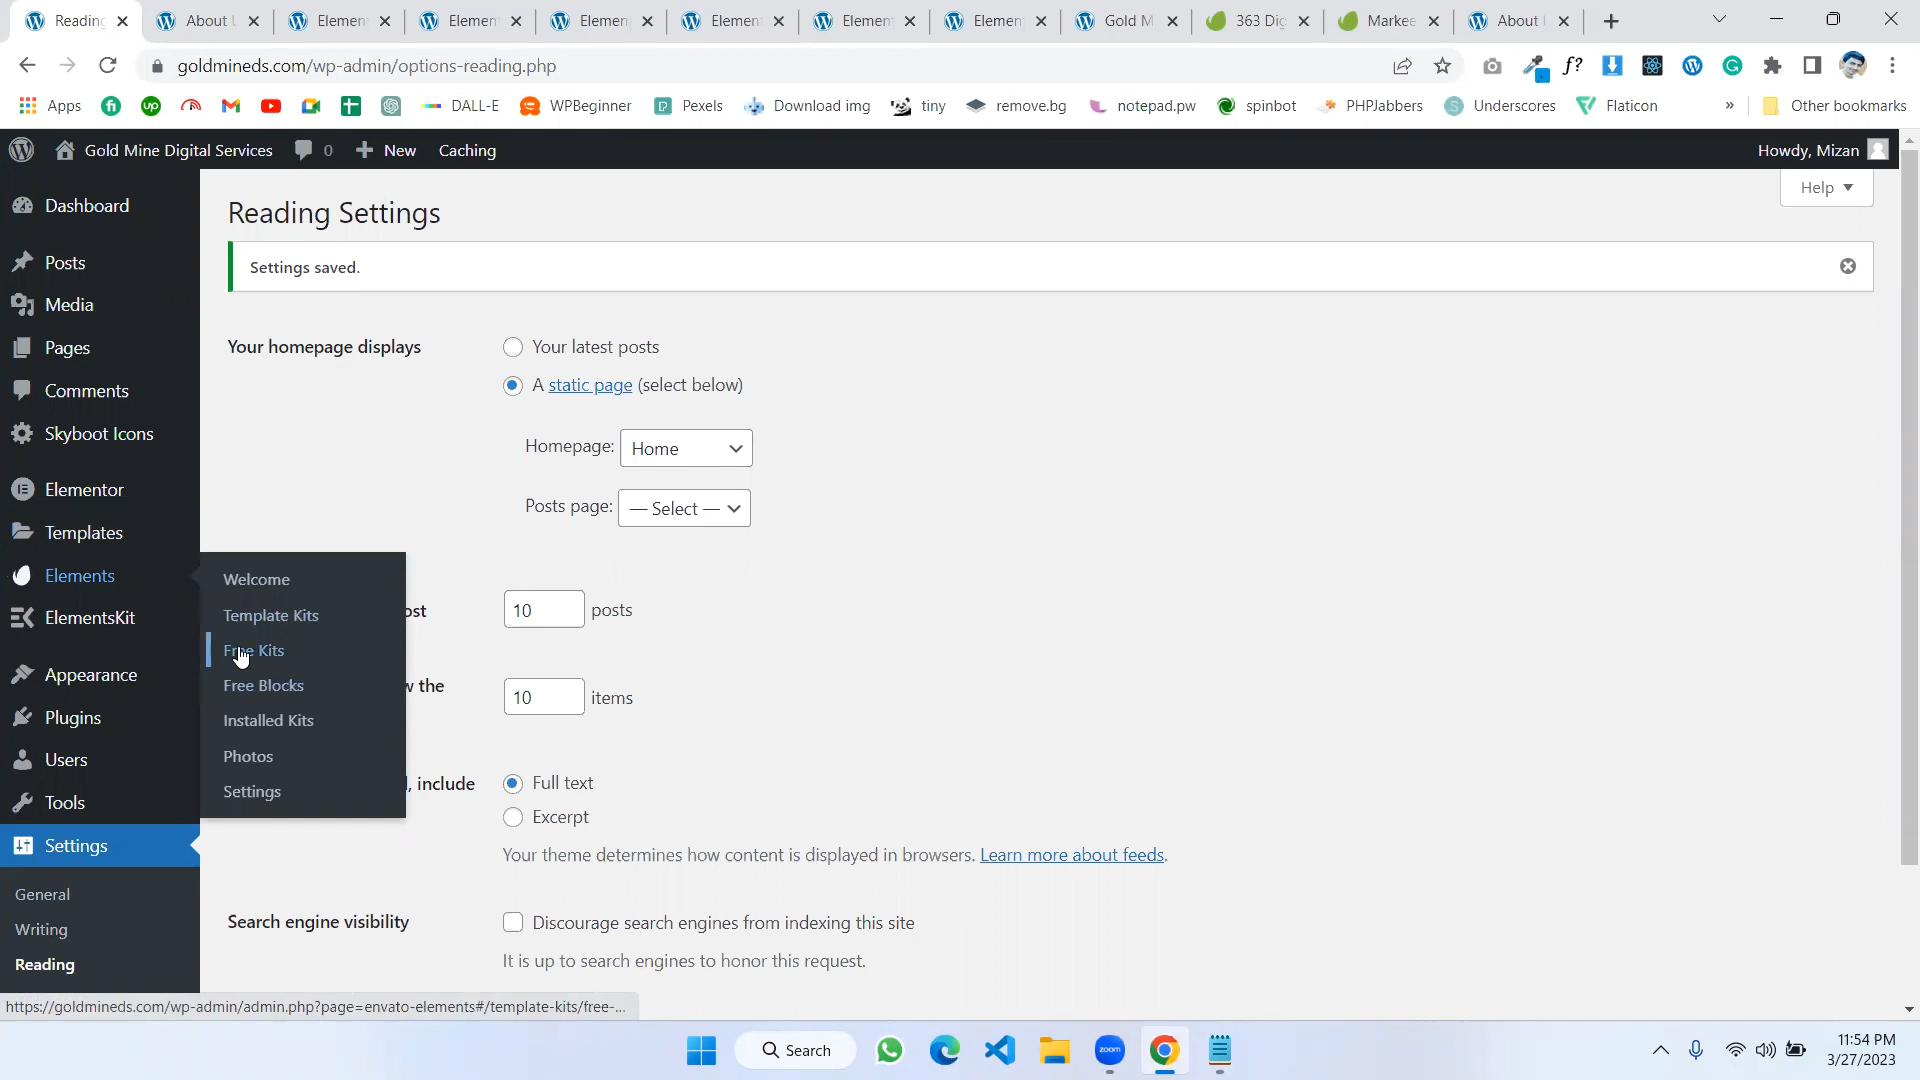 Reading
About U
Element
Element
Elemen
Elemen
Element
Elemen
Gold M
363 Dig
Markee
About
goldmineds.com/wp-admin/options-reading.php
f?
Apps
up
DALL-E
WPBeginner
Pexels
Download img
tiny
remove.bg
notepad.pw
spinbot
PHPJabbers
Underscores
Flaticon
»
Other bookmarks
Gold Mine Digital Services
0
New
Caching
Howdy, Mizan
Help
Dashboard
Posts
Media
Pages
Comments
Skyboot Icons
Elementor
Templates
Elements
ElementsKit
Appearance
Plugins
Users
Tools
Settings
General
Writing
Reading
Welcome
Template Kits
Free Kits
Free Blocks
Installed Kits
Photos
Settings
Reading Settings
Settings saved.
Your homepage displays
Your latest posts
A static page (select below)
Homepage: Home
Posts page: — Select —
ost
10 posts
w the
10 items
, include
Full text
Excerpt
Your theme determines how content is displayed in browsers. Learn more about feeds.
Search engine visibility
Discourage search engines from indexing this site
It is up to search engines to honor this request.
https://goldmineds.com/wp-admin/admin.php?page=envato-elements#/template-kits/free-...
Search
zoom
11:54 PM
3/27/2023